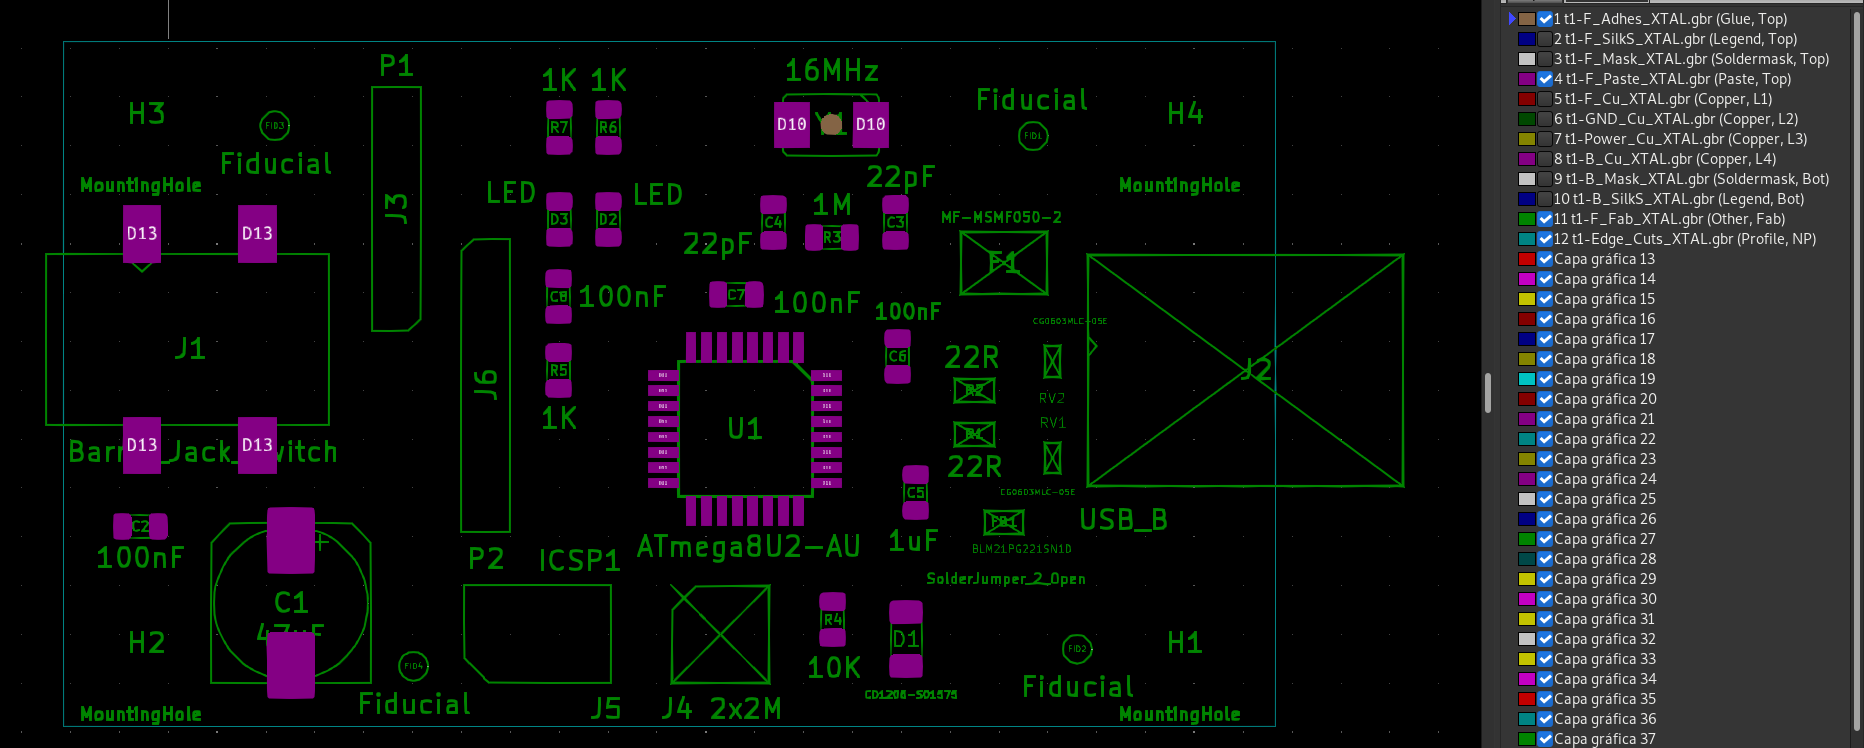 P1
H3
FID3
Fiducial
MountingHole
J3
1K 1K
R7 R6
LED LED
D3 D2
16MHz
D10 D10
Fiducial
FID1
H4
MountingHole
22pF
1M
C4 R3 C3
22pF
MF-MSMF050-2
F1
D13 D13
J1
D13 D13
C8 100nF
C7 100nF
100nF
C6
CG0603MLC-05E
R5
1K
J6
U1
22R
R2
RV2
RV1
R1
22R
CG0603MLC-05E
J2
USB_B
C5
1uF
FB1
BLM21PG221SN1D
SolderJumper_2_Open
C2
100nF
C1
+
P2 ICSP1
ATmega8U2-AU
H2
MountingHole
FID4
Fiducial
J5 J4 2x2M
R4
10K
D1
CD1206-S01575
FID2
Fiducial
H1
MountingHole
1 t1-F_Adhes_XTAL.gbr (Glue, Top)
2 t1-F_SilkS_XTAL.gbr (Legend, Top)
3 t1-F_Mask_XTAL.gbr (Soldermask, Top)
4 t1-F_Paste_XTAL.gbr (Paste, Top)
5 t1-F_Cu_XTAL.gbr (Copper, L1)
6 t1-GND_Cu_XTAL.gbr (Copper, L2)
7 t1-Power_Cu_XTAL.gbr (Copper, L3)
8 t1-B_Cu_XTAL.gbr (Copper, L4)
9 t1-B_Mask_XTAL.gbr (Soldermask, Bot)
10 t1-B_SilkS_XTAL.gbr (Legend, Bot)
11 t1-F_Fab_XTAL.gbr (Other, Fab)
12 t1-Edge_Cuts_XTAL.gbr (Profile, NP)
Capa gráfica 13
Capa gráfica 14
Capa gráfica 15
Capa gráfica 16
Capa gráfica 17
Capa gráfica 18
Capa gráfica 19
Capa gráfica 20
Capa gráfica 21
Capa gráfica 22
Capa gráfica 23
Capa gráfica 24
Capa gráfica 25
Capa gráfica 26
Capa gráfica 27
Capa gráfica 28
Capa gráfica 29
Capa gráfica 30
Capa gráfica 31
Capa gráfica 32
Capa gráfica 33
Capa gráfica 34
Capa gráfica 35
Capa gráfica 36
Capa gráfica 37